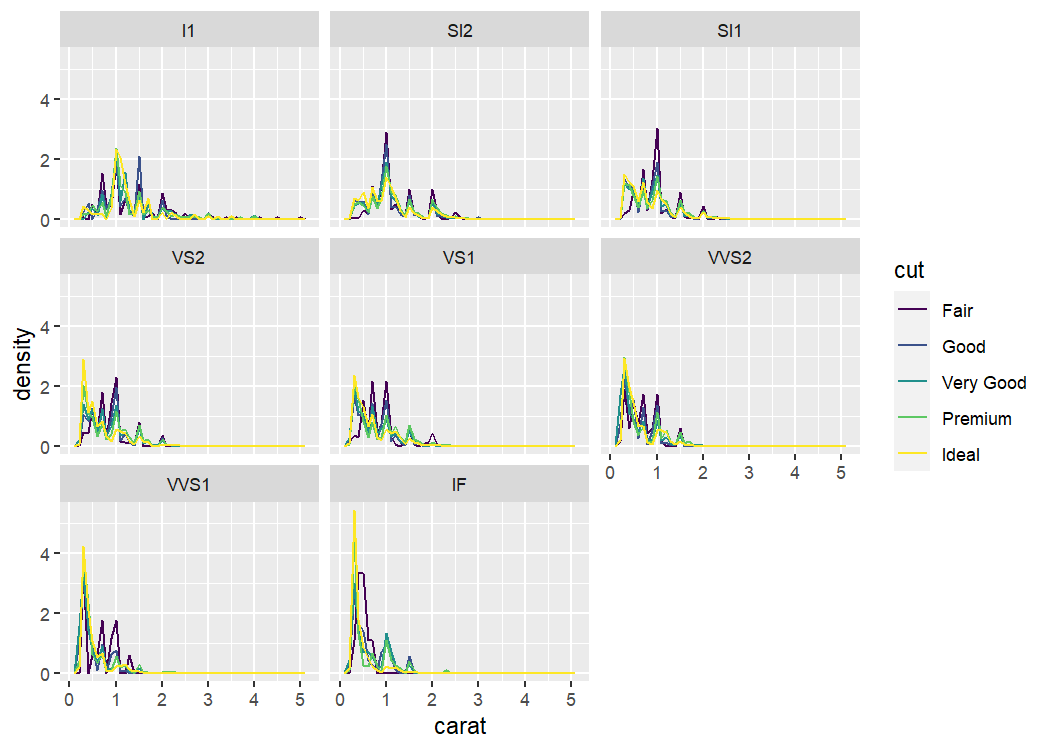 I1 SI2 SI1
4
2
0
VS2 VS1 VVS2
4
2
0
0 1 2 3 4 5
VVS1 IF
4
2
0
0 1 2 3 4 5 0 1 2 3 4 5
carat
density
cut
Fair
Good
Very Good
Premium
Ideal